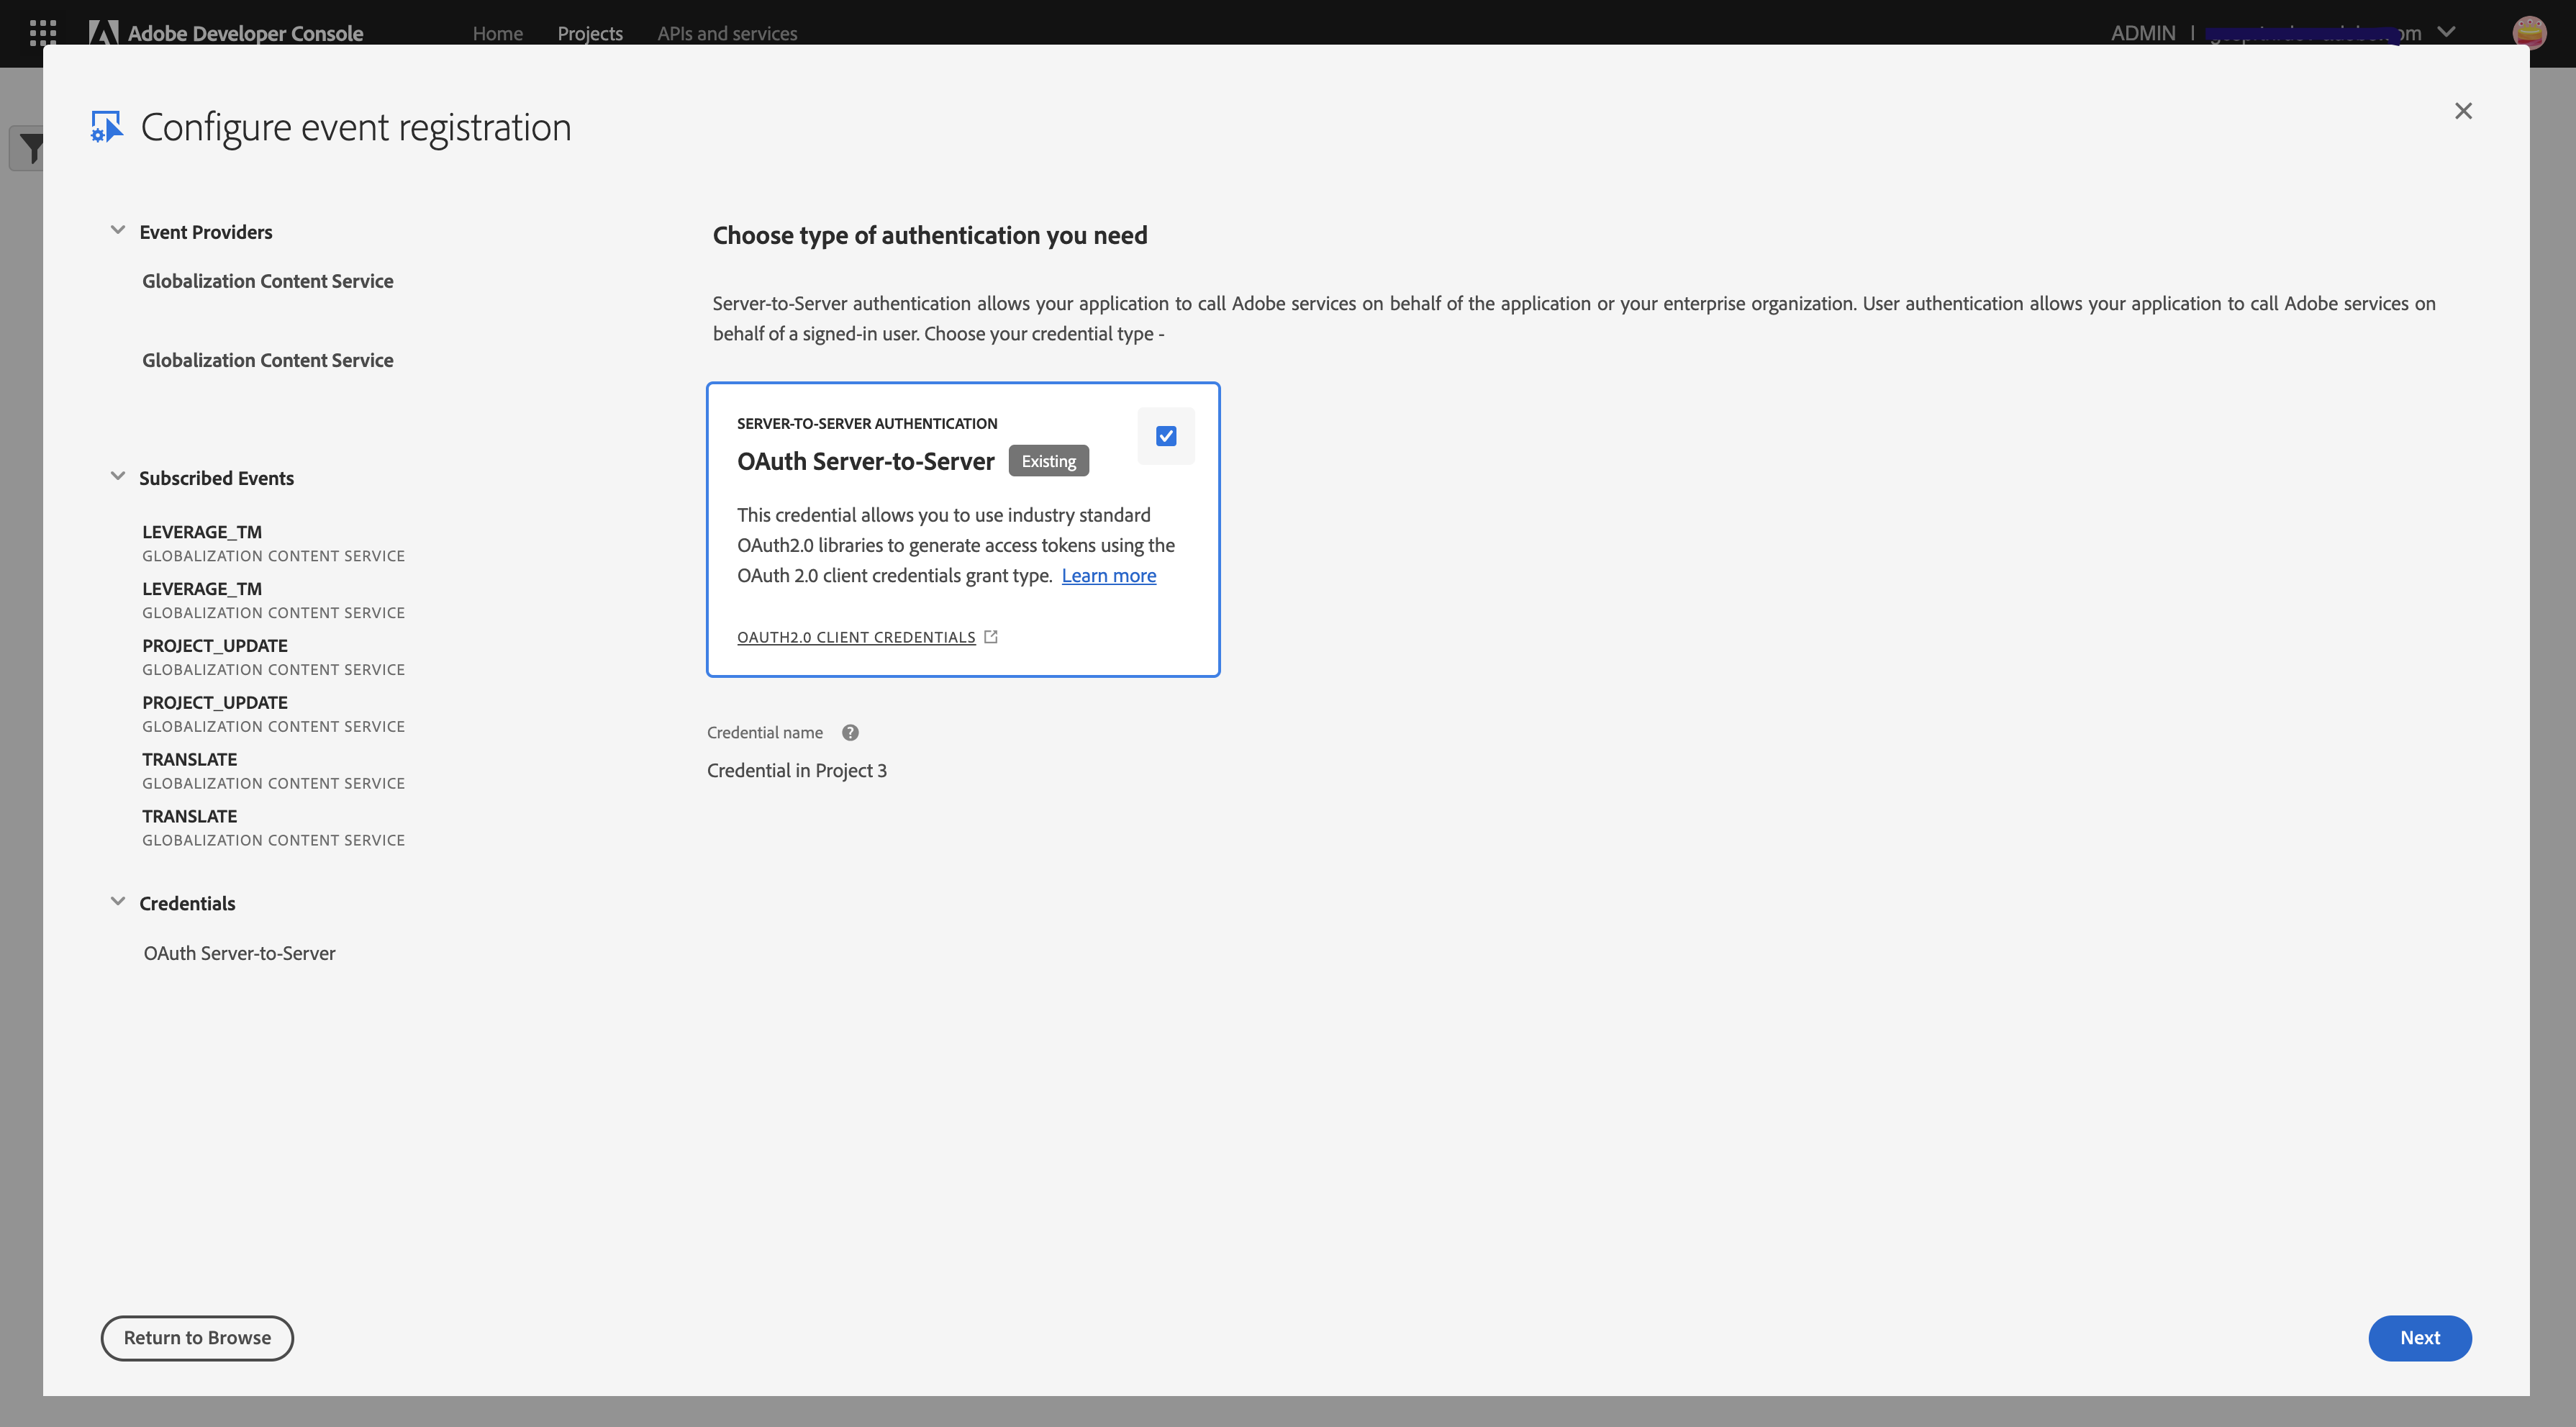 Adobe Developer Console
Home
Projects
APIs and services
ADMIN |
Configure event registration
Event Providers
Globalization Content Service
Globalization Content Service
Subscribed Events
LEVERAGE_TM
GLOBALIZATION CONTENT SERVICE
LEVERAGE_TM
GLOBALIZATION CONTENT SERVICE
PROJECT_UPDATE
GLOBALIZATION CONTENT SERVICE
PROJECT_UPDATE
GLOBALIZATION CONTENT SERVICE
TRANSLATE
GLOBALIZATION CONTENT SERVICE
TRANSLATE
GLOBALIZATION CONTENT SERVICE
Credentials
OAuth Server-to-Server
Choose type of authentication you need
Server-to-Server authentication allows your application to call Adobe services on behalf of the application or your enterprise organization. User authentication allows your application to call Adobe services on
behalf of a signed-in user. Choose your credential type -
SERVER-TO-SERVER AUTHENTICATION
OAuth Server-to-Server Existing
This credential allows you to use industry standard
OAuth2.0 libraries to generate access tokens using the
OAuth 2.0 client credentials grant type. Learn more
OAUTH2.0 CLIENT CREDENTIALS
Credential name ?
Credential in Project 3
Return to Browse
Next